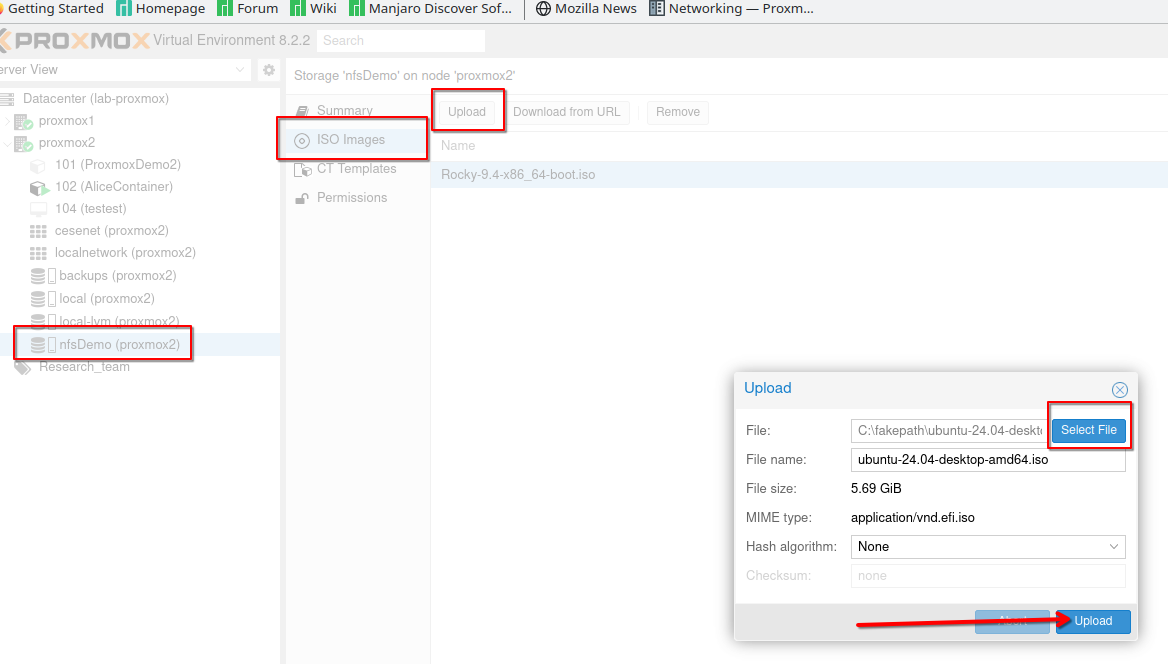 Getting Started Homepage Forum Wiki Manjaro Discover Sof... Mozilla News Networking — Proxm...
PROXMOX Virtual Environment 8.2.2 Search
erver View
Storage 'nfsDemo' on node 'proxmox2'
Datacenter (lab-proxmox)
proxmox1
proxmox2
101 (ProxmoxDemo2)
102 (AliceContainer)
104 (testest)
cesenet (proxmox2)
localnetwork (proxmox2)
backups (proxmox2)
local (proxmox2)
local-lvm (proxmox2)
nfsDemo (proxmox2)
Research_team
Summary
ISO Images
CT Templates
Permissions
Upload Download from URL Remove
Name
Rocky-9.4-x86_64-boot.iso
Upload
File: C:\fakepath\ubuntu-24.04-deskt Select File
File name: ubuntu-24.04-desktop-amd64.iso
File size: 5.69 GiB
MIME type: application/vnd.efi.iso
Hash algorithm: None
Checksum: none
Upload